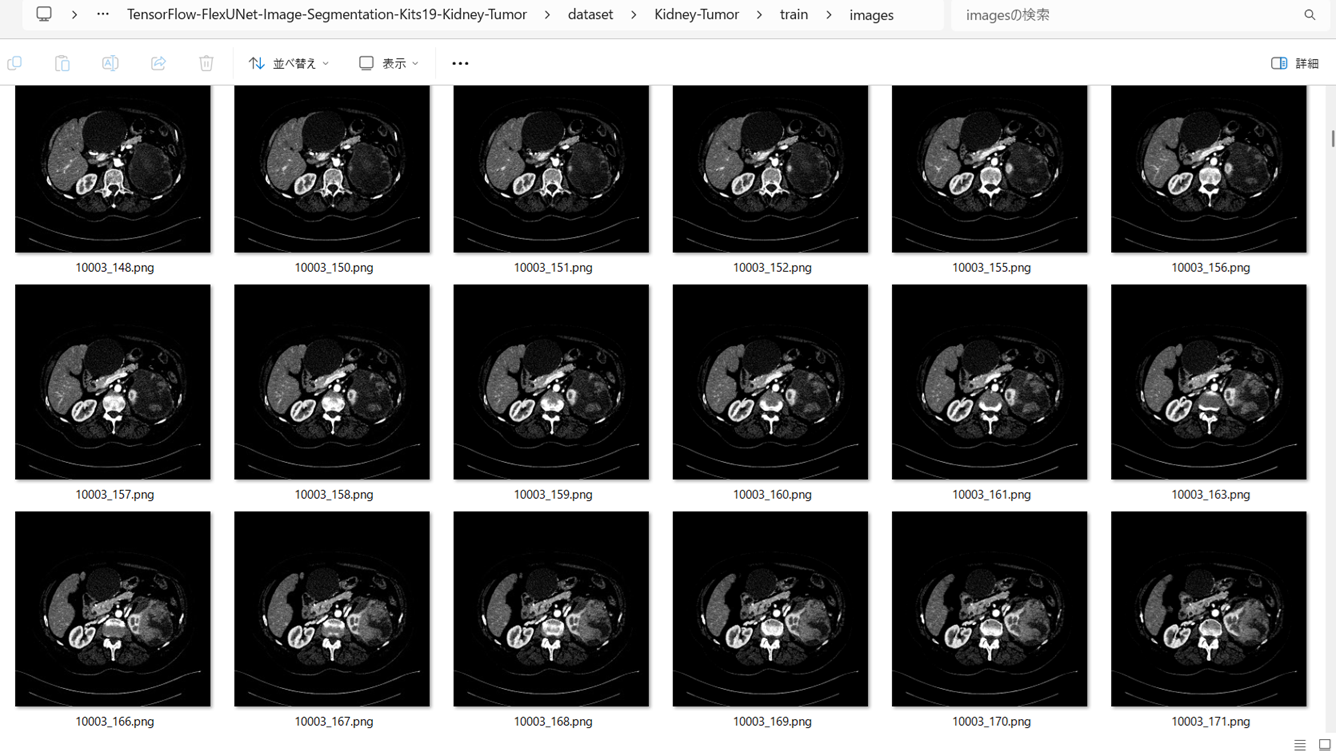 TensorFlow-FlexUNet-Image-Segmentation-Kits19-Kidney-Tumor > dataset > Kidney-Tumor > train > images
imagesの検索
並べ替え 表示 詳細
10003_148.png 10003_150.png 10003_151.png 10003_152.png 10003_155.png 10003_156.png
10003_157.png 10003_158.png 10003_159.png 10003_160.png 10003_161.png 10003_163.png
10003_166.png 10003_167.png 10003_168.png 10003_169.png 10003_170.png 10003_171.png